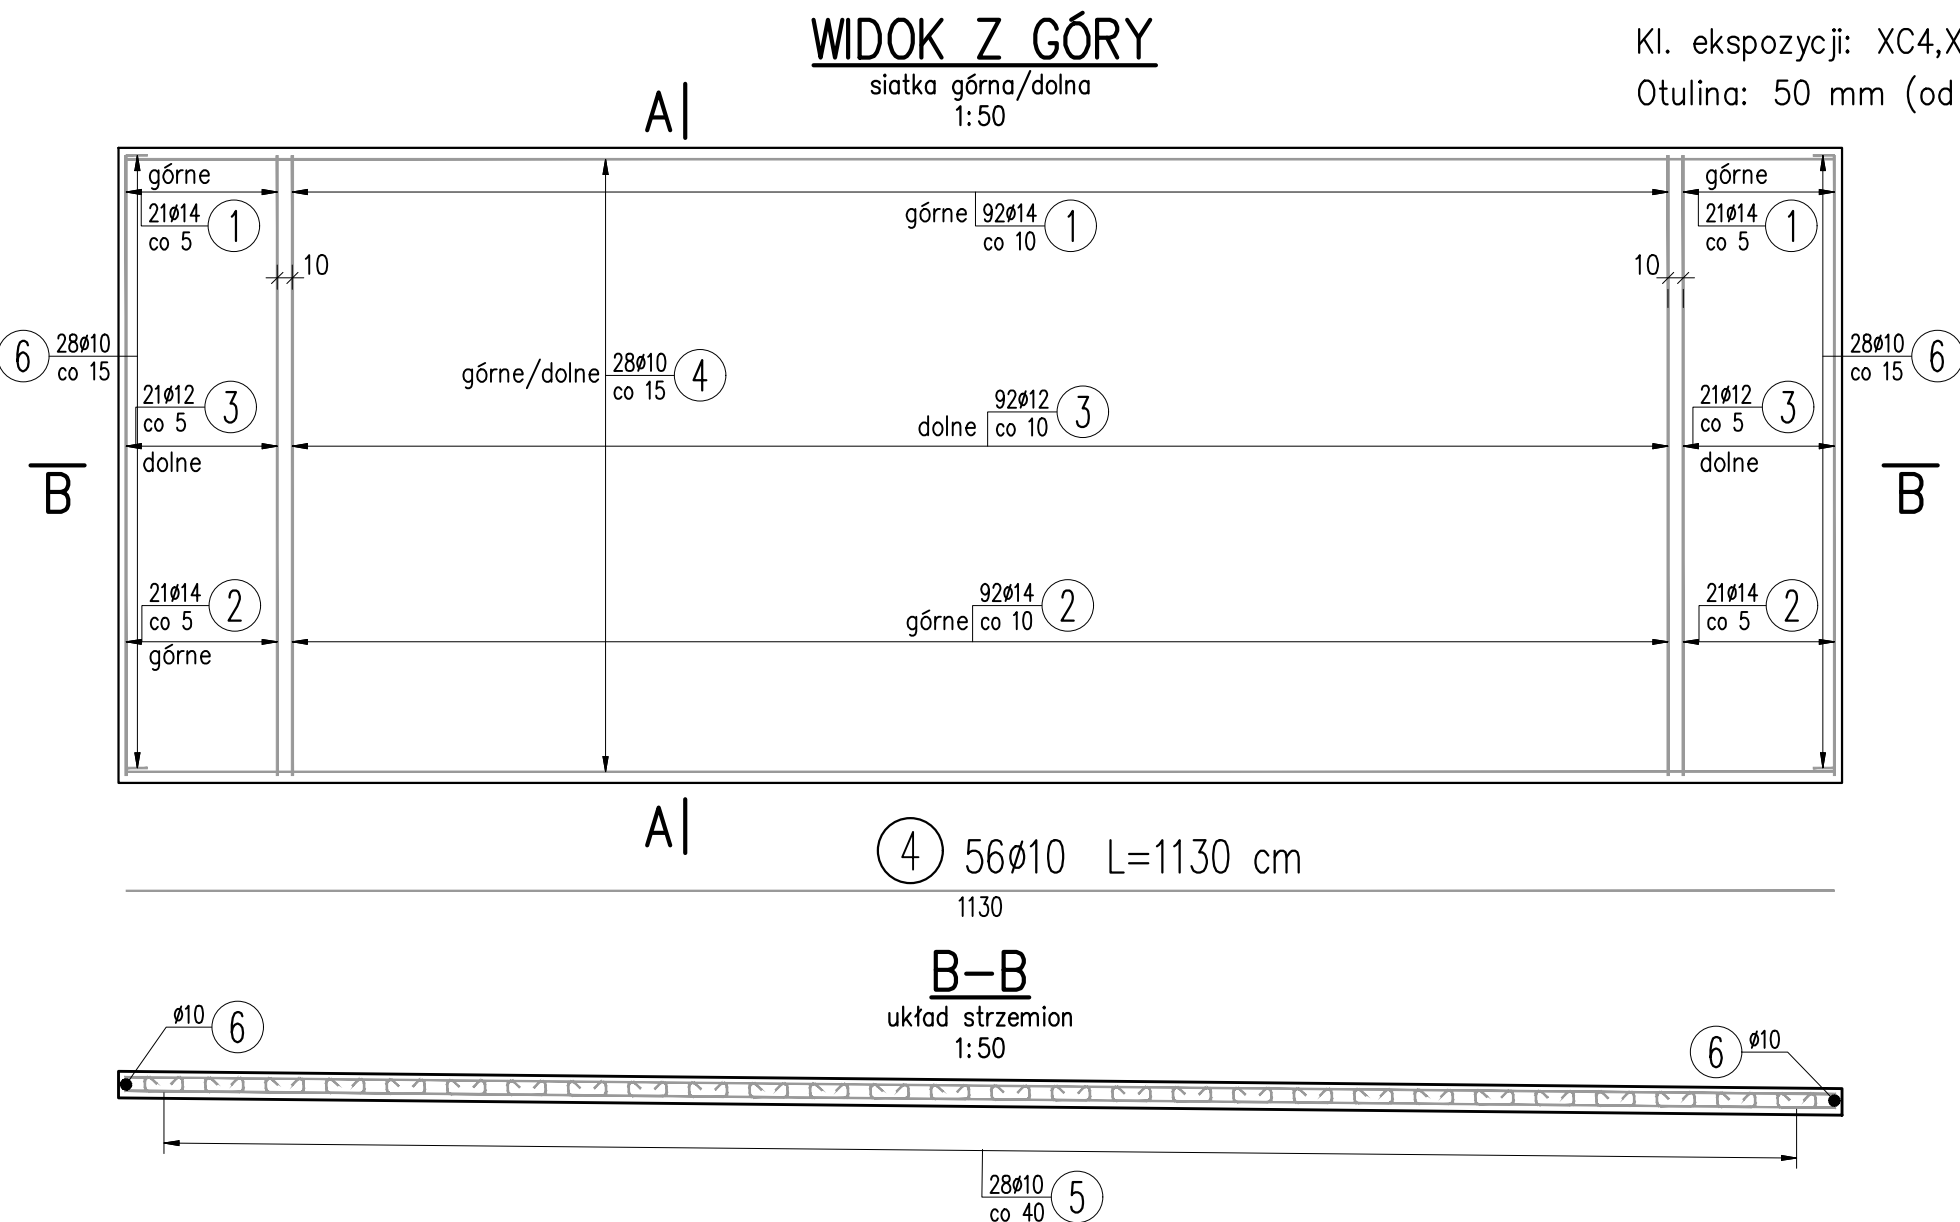 WIDOK Z GÓRY
siatka górna/dolna
1:50
Kl. ekspozycji: XC4,X
Otulina: 50 mm (od
A
górne
21ø14
co 5
1
górne
92ø14
co 10
1
górne
21ø14
co 5
1
10
10
6
28ø10
co 15
górne/dolne
28ø10
co 15
4
28ø10
co 15
6
21ø12
co 5
3
dolne
dolne
92ø12
co 10
3
21ø12
co 5
3
dolne
B
B
21ø14
co 5
2
górne
górne
92ø14
co 10
2
21ø14
co 5
2
A
4 56ø10 L=1130 cm
1130
B-B
układ strzemion
1:50
ø10 6
6 ø10
28ø10
co 40
5